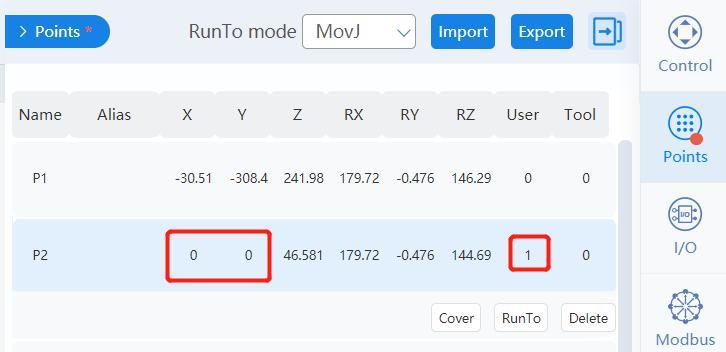 > Points *
RunTo mode MovJ Import Export
Control
Name Alias X Y Z RX RY RZ User Tool
Points
P1 -30.51 -308.4 241.98 179.72 -0.476 146.29 0 0
P2 0 0 46.581 179.72 -0.476 144.69 1 0
I/O
I/O
Cover RunTo Delete
Modbus